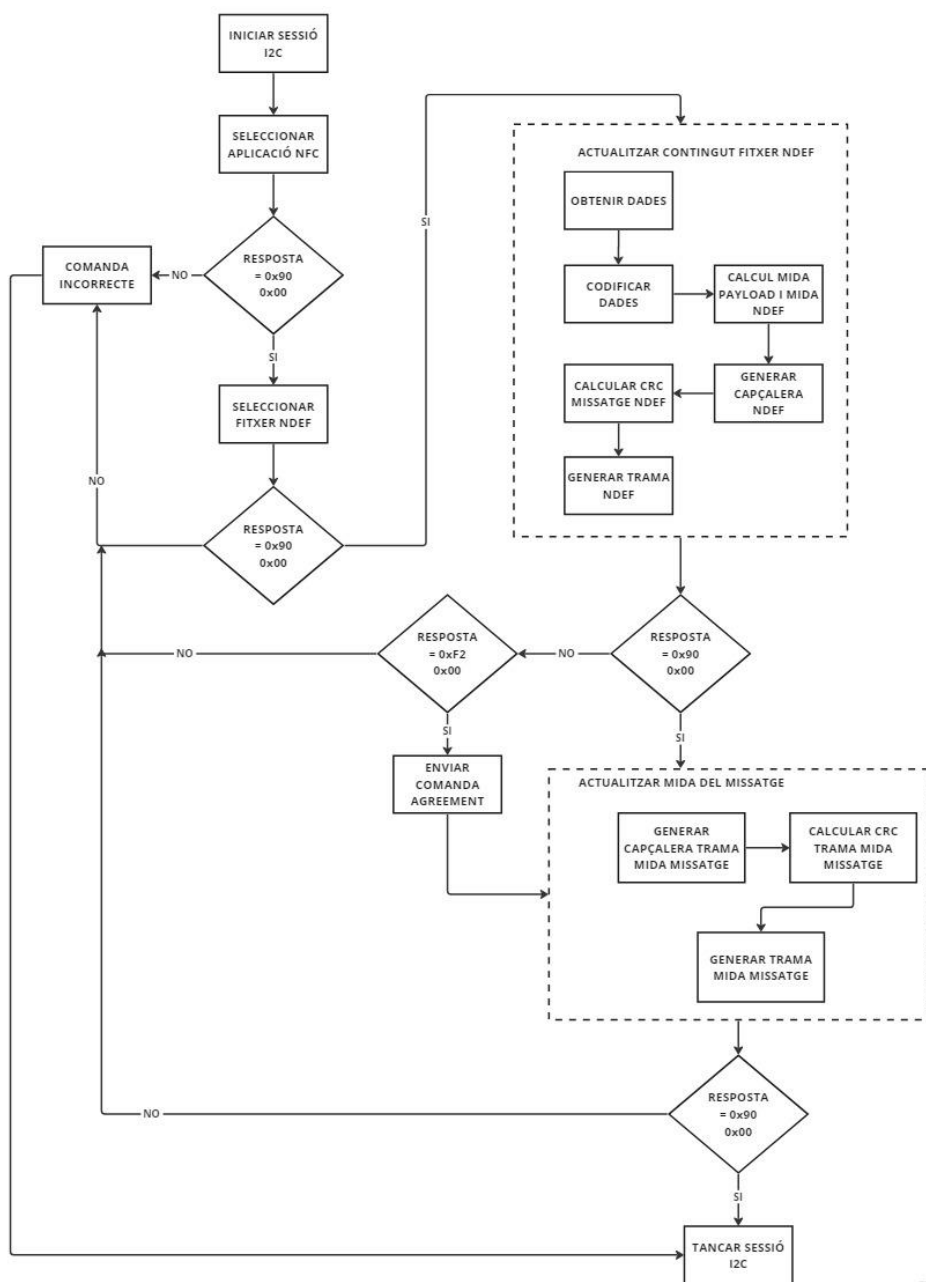 INICIAR SESSIÓ
I2C
SELECCIONAR
APLICACIÓ NFC
RESPOSTA
= 0x90
0x00
NO
COMANDA
INCORRECTE
SI
SELECCIONAR
FITXER NDEF
RESPOSTA
= 0x90
0x00
NO
SI
ACTUALITZAR CONTINGUT FITXER NDEF
OBTENIR DADES
CODIFICAR
DADES
CALCUL MIDA
PAYLOAD I MIDA
NDEF
GENERAR
CAPÇALERA
NDEF
CALCULAR CRC
MISSATGE NDEF
GENERAR TRAMA
NDEF
RESPOSTA
= 0x90
0x00
NO
RESPOSTA
= 0xF2
0x00
NO
SI
ENVIAR
COMANDA
AGREEMENT
SI
ACTUALITZAR MIDA DEL MISSATGE
GENERAR
CAPÇALERA TRAMA
MIDA MISSATGE
CALCULAR CRC
TRAMA MIDA
MISSATGE
GENERAR TRAMA
MIDA MISSATGE
RESPOSTA
= 0x90
0x00
NO
SI
TANCAR SESSIÓ
I2C